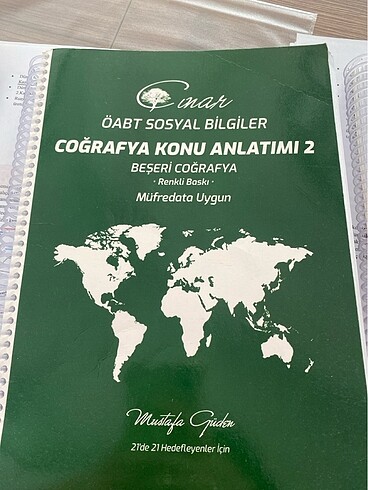 Çınar
ÖABT SOSYAL BİLGİLER
COĞRAFYA KONU ANLATIMI 2
BEŞERİ COĞRAFYA
· Renkli Baskı ·
Müfredata Uygun
Mustafa Güden
21'de 21 Hedefleyenler İçin